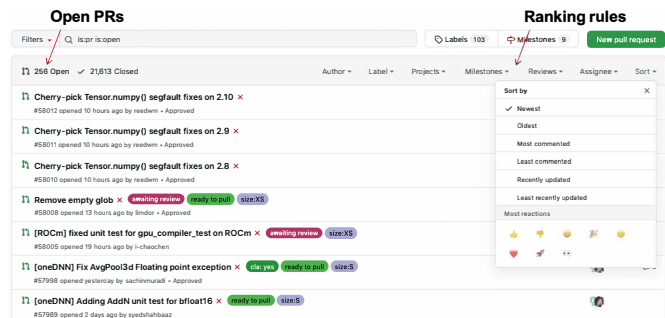 Open PRs
Ranking rules
Filters
is:pr is:open
Labels 103
Milestones 9
New pull request
256 Open
21,613 Closed
Author
Label
Projects
Milestones
Reviews
Assignee
Sort
Sort by
Newest
Oldest
Most commented
Least commented
Recently updated
Least recently updated
Most reactions
Cherry-pick Tensor.numpy() segfault fixes on 2.10
#58012 opened 10 hours ago by reedwm • Approved
Cherry-pick Tensor.numpy() segfault fixes on 2.9
#58011 opened 10 hours ago by reedwm • Approved
Cherry-pick Tensor.numpy() segfault fixes on 2.8
#58010 opened 10 hours ago by reedwm • Approved
Remove empty glob awaiting review ready to pull size:XS
#58008 opened 13 hours ago by limdor • Approved
[ROCm] fixed unit test for gpu_compiler_test on ROCm awaiting review size:XS
#58005 opened 19 hours ago by i-chaochen
[oneDNN] Fix AvgPool3d Floating point exception cla: yes ready to pull size:S
#57998 opened yesterday by sachinmuradi • Approved
[oneDNN] Adding AddN unit test for bfloat16 ready to pull size:S
#57989 opened 2 days ago by syedshahbaaz